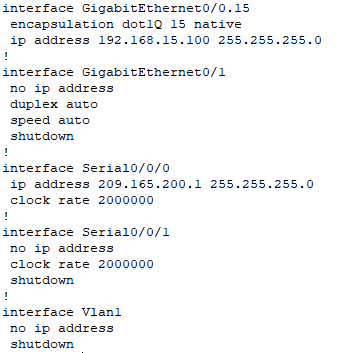 interface GigabitEthernet0/0.15
 encapsulation dot1Q 15 native
 ip address 192.168.15.100 255.255.255.0
!
interface GigabitEthernet0/1
 no ip address
 duplex auto
 speed auto
 shutdown
!
interface Serial0/0/0
 ip address 209.165.200.1 255.255.255.0
 clock rate 2000000
!
interface Serial0/0/1
 no ip address
 clock rate 2000000
 shutdown
!
interface Vlan1
 no ip address
 shutdown